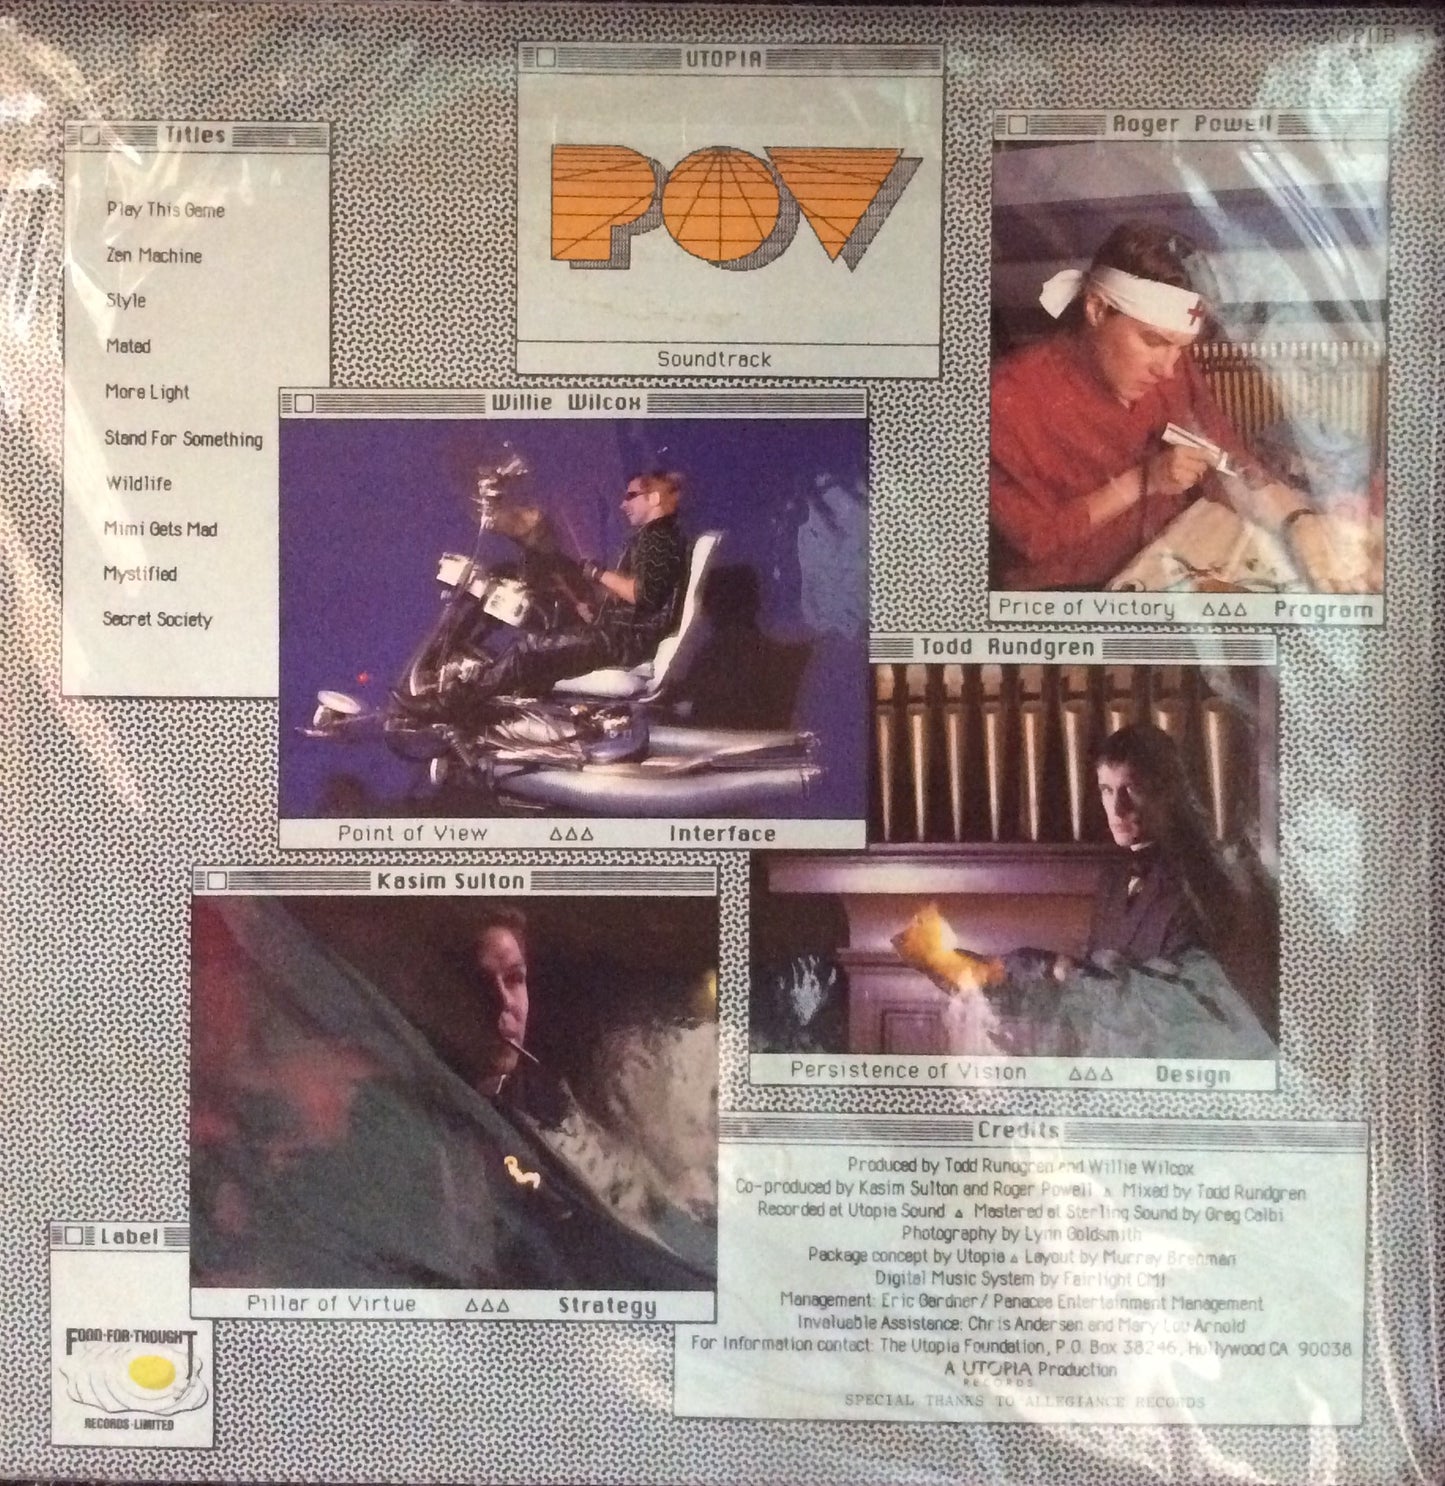 GRUB 5
UTOPIA
POV
Soundtrack
Titles
Play This Game
Zen Machine
Style
Mated
More Light
Stand For Something
Wildlife
Mimi Gets Mad
Mystified
Secret Society
Roger Powell
Price of Victory △△△ Program
Willie Wilcox
Point of View △△△ Interface
Todd Rundgren
Persistence of Vision △△△ Design
Kasim Sulton
Pillar of Virtue △△△ Strategy
Credits
Produced by Todd Rundgren and Willie Wilcox
Co-produced by Kasim Sulton and Roger Powell ▵ Mixed by Todd Rundgren
Recorded at Utopia Sound ▵ Mastered at Sterling Sound by Greg Calbi
Photography by Lynn Goldsmith
Package concept by Utopia ▵ Layout by Murray Brenman
Digital Music System by Fairlight CMI
Management: Eric Gardner/ Panacea Entertainment Management
Invaluable Assistance: Chris Andersen and Mary Lou Arnold
For Information contact: The Utopia Foundation, P.O. Box 38246, Hollywood CA 90038
A UTOPIA Production
RECORDS
SPECIAL THANKS TO ALLEGIANCE RECORDS
Label
FOOD·FOR·THOUGHT
RECORDS·LIMITED